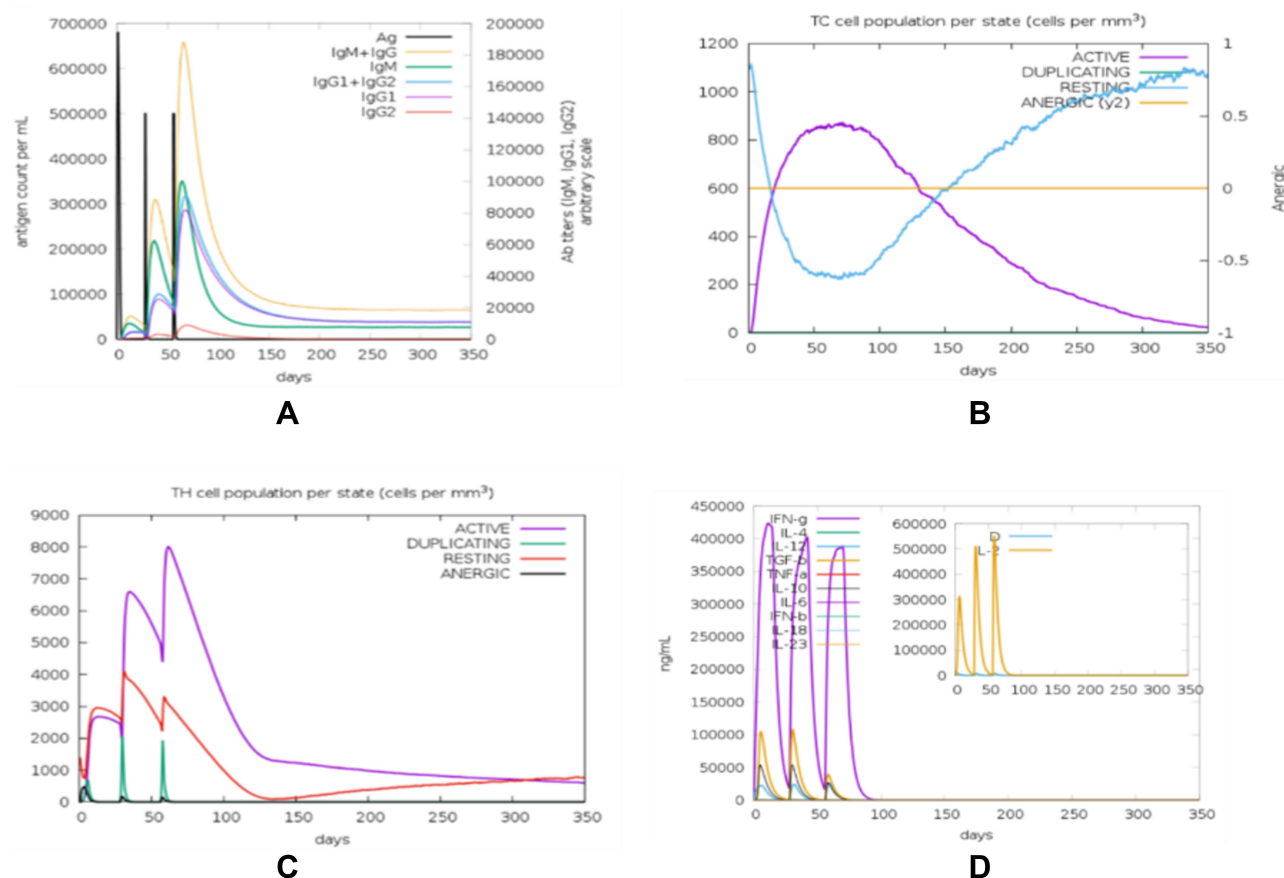 700000
600000
500000
400000
300000
200000
100000
0
antigen count per mL
Ag
IgM+IgG
IgM
IgG1+IgG2
IgG1
IgG2
200000
180000
160000
140000
120000
100000
80000
60000
40000
20000
0
Ab titers (IgM, IgG1, IgG2)
arbitrary scale
0 50 100 150 200 250 300 350
days
A
TC cell population per state (cells per mm³)
1200
1000
800
600
400
200
0
ACTIVE
DUPLICATING
RESTING
ANERGIC (y2)
1
0.5
0
-0.5
-1
Anergic
0 50 100 150 200 250 300 350
days
B
TH cell population per state (cells per mm³)
9000
8000
7000
6000
5000
4000
3000
2000
1000
0
ACTIVE
DUPLICATING
RESTING
ANERGIC
0 50 100 150 200 250 300 350
days
C
450000
400000
350000
300000
250000
200000
150000
100000
50000
0
ng/mL
IFN-g
IL-4
IL-12
TGF-b
TNF-a
IL-10
IL-6
IFN-b
IL-18
IL-23
600000
500000
400000
300000
200000
100000
0
D
IL-2
0 50 100 150 200 250 300 350
0 50 100 150 200 250 300 350
days
D